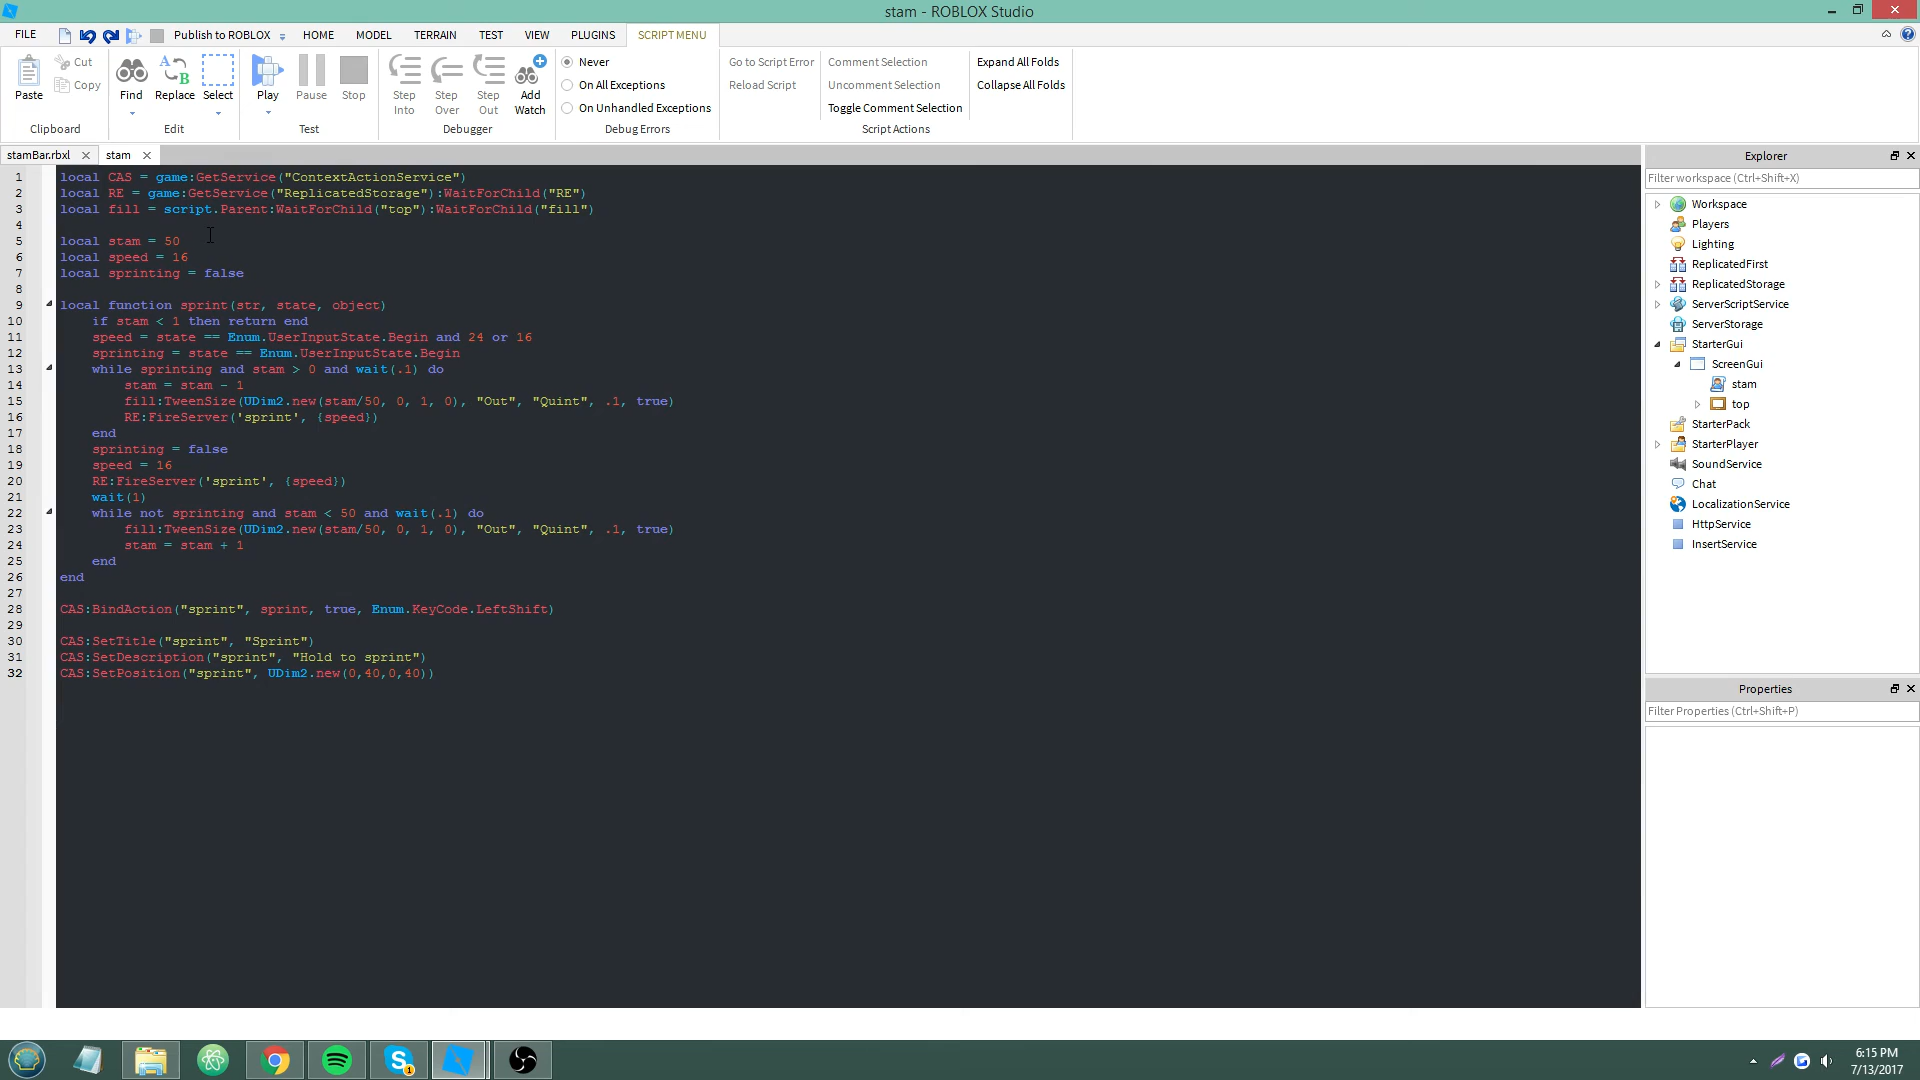 stam - ROBLOX Studio
FILE Publish to ROBLOX HOME MODEL TERRAIN TEST VIEW PLUGINS SCRIPT MENU
Paste
Cut
Copy
Clipboard
Find
Replace
Select
Edit
Play
Pause
Stop
Test
Step Into
Step Over
Step Out
Add Watch
Debugger
Never
On All Exceptions
On Unhandled Exceptions
Debug Errors
Go to Script Error
Reload Script
Comment Selection
Uncomment Selection
Toggle Comment Selection
Script Actions
Expand All Folds
Collapse All Folds
stamBar.rbxl
stam
1 local CAS = game:GetService("ContextActionService")
2 local RE = game:GetService("ReplicatedStorage"):WaitForChild("RE")
3 local fill = script.Parent:WaitForChild("top"):WaitForChild("fill")
4
5 local stam = 50
6 local speed = 16
7 local sprinting = false
8
9 local function sprint(str, state, object)
10 if stam < 1 then return end
11 speed = state == Enum.UserInputState.Begin and 24 or 16
12 sprinting = state == Enum.UserInputState.Begin
13 while sprinting and stam > 0 and wait(.1) do
14 stam = stam - 1
15 fill:TweenSize(UDim2.new(stam/50, 0, 1, 0), "Out", "Quint", .1, true)
16 RE:FireServer('sprint', {speed})
17 end
18 sprinting = false
19 speed = 16
20 RE:FireServer('sprint', {speed})
21 wait(1)
22 while not sprinting and stam < 50 and wait(.1) do
23 fill:TweenSize(UDim2.new(stam/50, 0, 1, 0), "Out", "Quint", .1, true)
24 stam = stam + 1
25 end
26 end
27
28 CAS:BindAction("sprint", sprint, true, Enum.KeyCode.LeftShift)
29
30 CAS:SetTitle("sprint", "Sprint")
31 CAS:SetDescription("sprint", "Hold to sprint")
32 CAS:SetPosition("sprint", UDim2.new(0,40,0,40))
Explorer
Filter workspace (Ctrl+Shift+X)
Workspace
Players
Lighting
ReplicatedFirst
ReplicatedStorage
ServerScriptService
ServerStorage
StarterGui
ScreenGui
stam
top
StarterPack
StarterPlayer
SoundService
Chat
LocalizationService
HttpService
InsertService
Properties
Filter Properties (Ctrl+Shift+P)
6:15 PM
7/13/2017